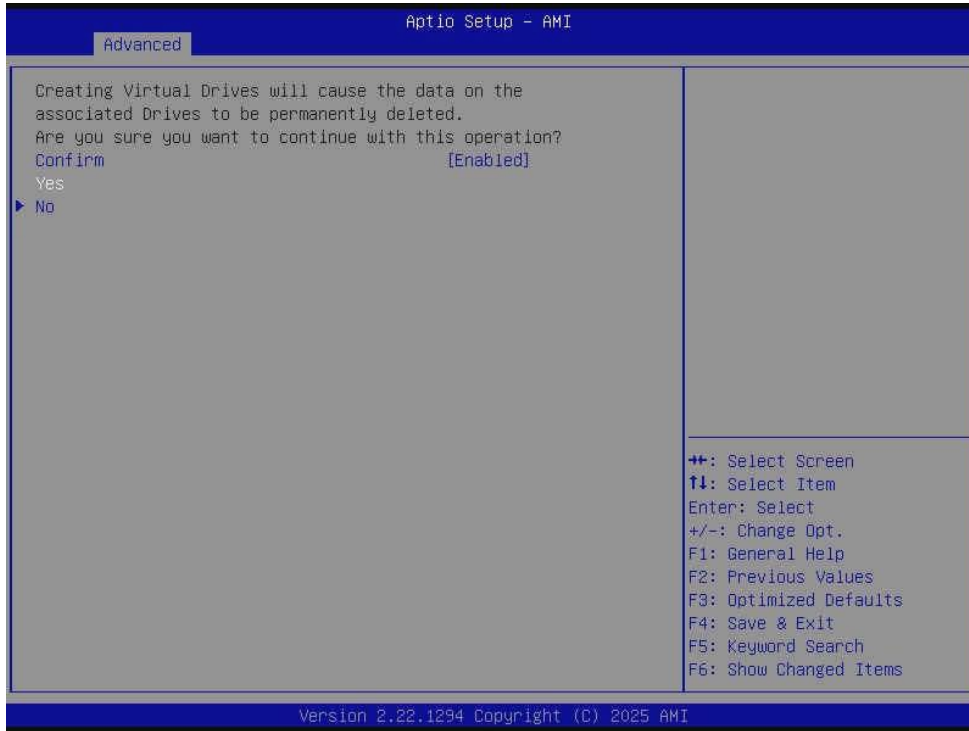 Aptio Setup – AMI
Advanced
Creating Virtual Drives will cause the data on the
associated Drives to be permanently deleted.
Are you sure you want to continue with this operation?
Confirm [Enabled]
Yes
No
→←: Select Screen
↑↓: Select Item
Enter: Select
+/-: Change Opt.
F1: General Help
F2: Previous Values
F3: Optimized Defaults
F4: Save & Exit
F5: Keyword Search
F6: Show Changed Items
Version 2.22.1294 Copyright (C) 2025 AMI